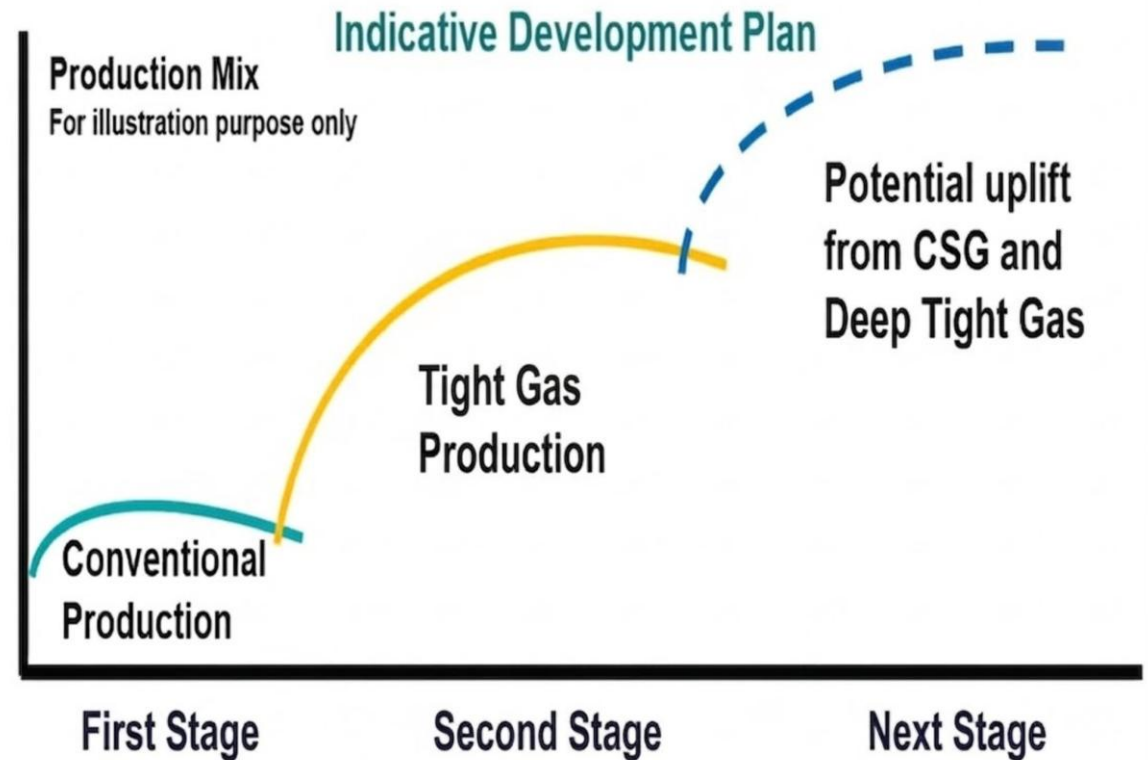 Indicative Development Plan
Production Mix
For illustration purpose only
Potential uplift
from CSG and
Deep Tight Gas
Tight Gas
Production
Conventional
Production
First Stage
Second Stage
Next Stage